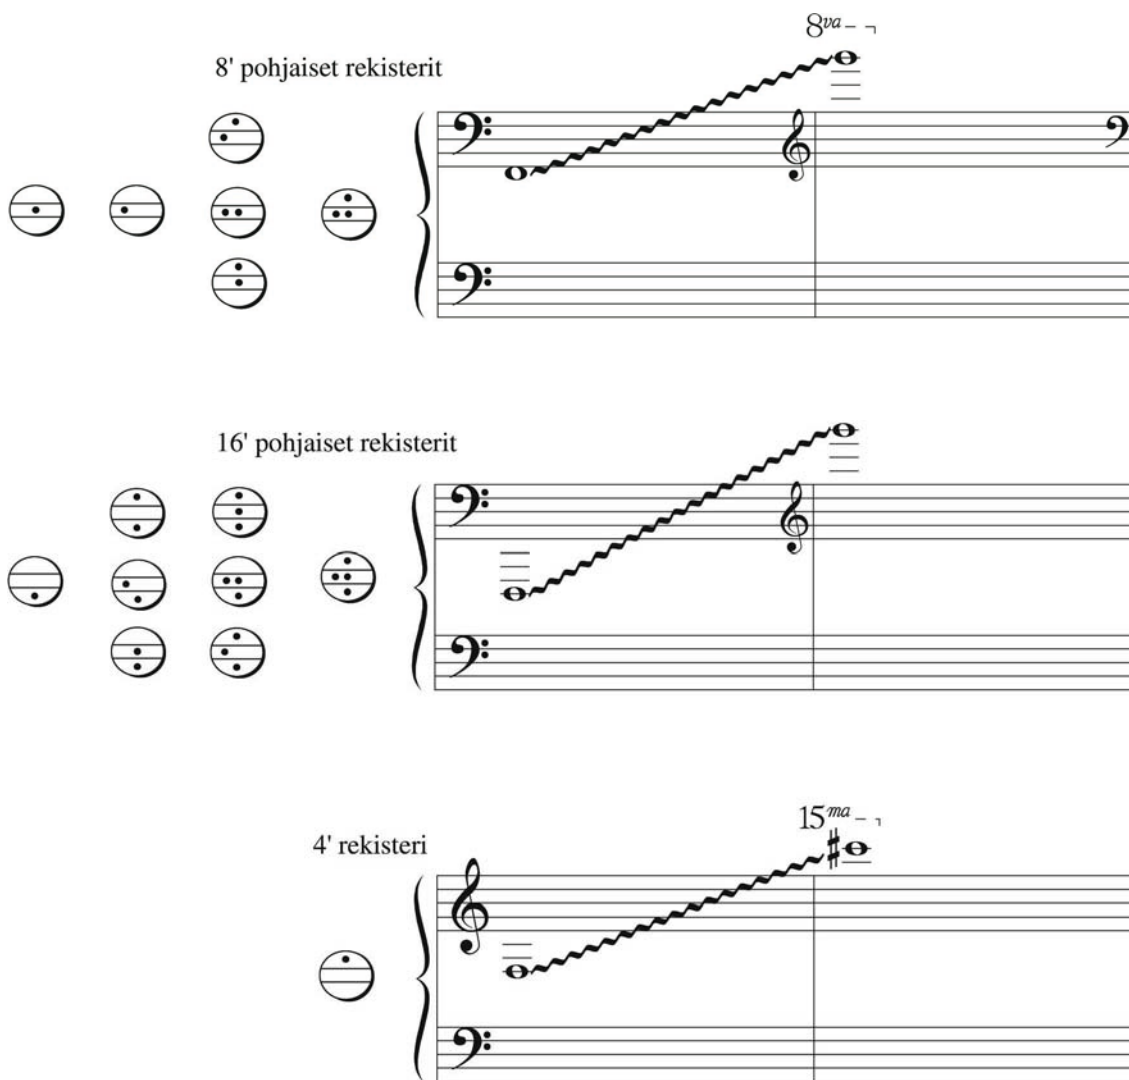 8va
8' pohjaiset rekisterit
16' pohjaiset rekisterit
15ma
4' rekisteri